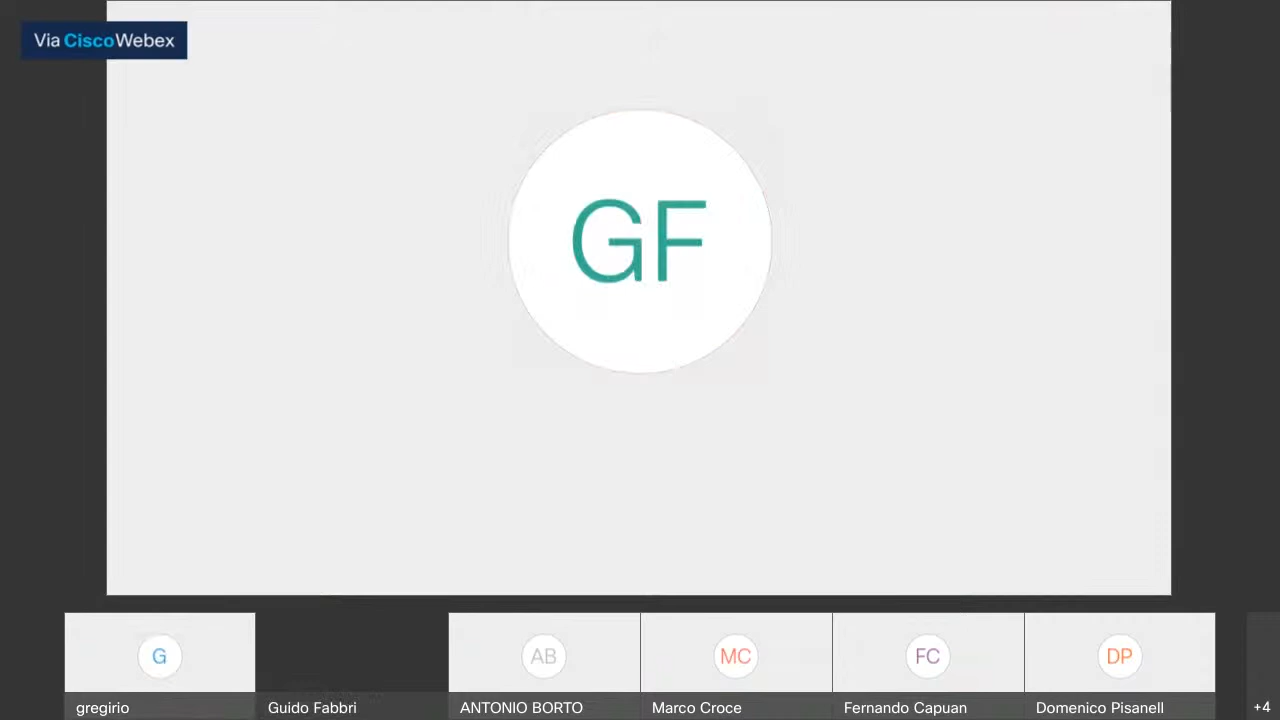 Via CiscoWebex
GF
G
AB
MC
FC
DP
gregirio
Guido Fabbri
ANTONIO BORTO
Marco Croce
Fernando Capuan
Domenico Pisanell
+4